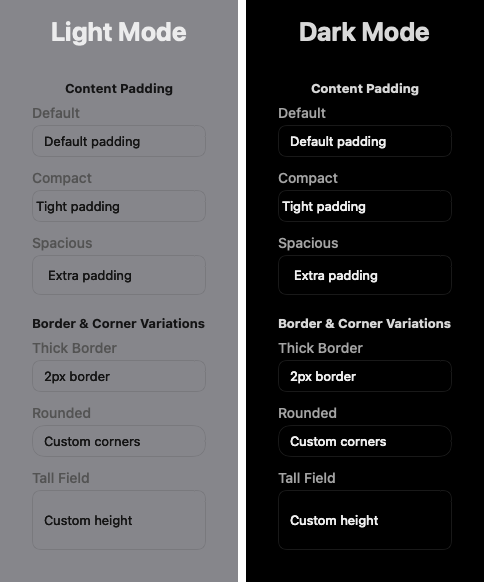 Light Mode
Content Padding
Default
Default padding
Compact
Tight padding
Spacious
Extra padding
Border & Corner Variations
Thick Border
2px border
Rounded
Custom corners
Tall Field
Custom height
Dark Mode
Content Padding
Default
Default padding
Compact
Tight padding
Spacious
Extra padding
Border & Corner Variations
Thick Border
2px border
Rounded
Custom corners
Tall Field
Custom height